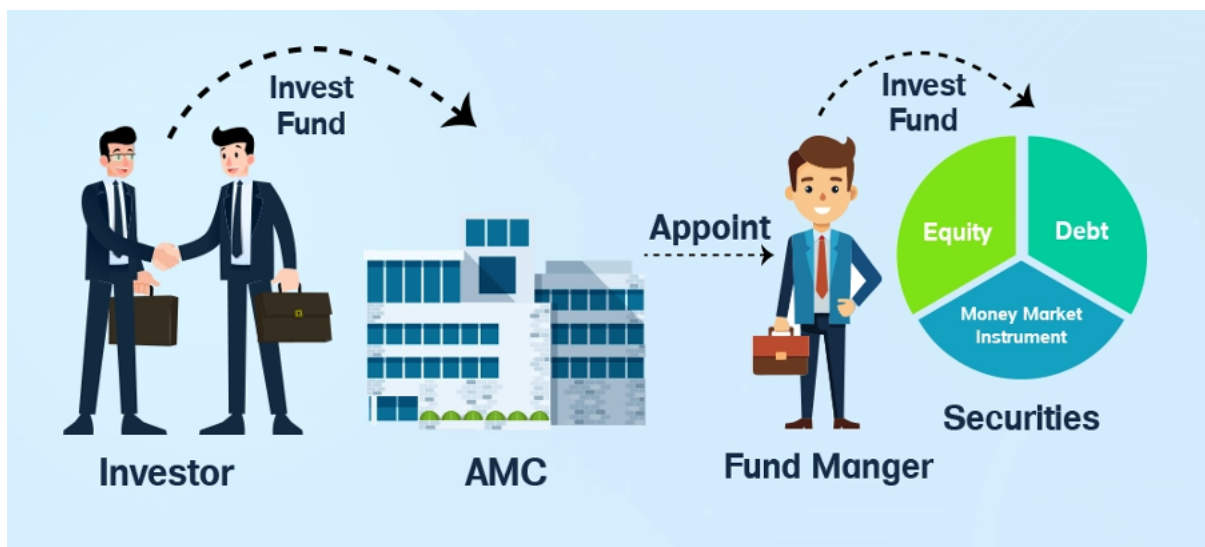 Invest
Fund
Invest
Fund
Appoint
Equity
Debt
Money Market
Instrument
Securities
Investor
AMC
Fund Manger